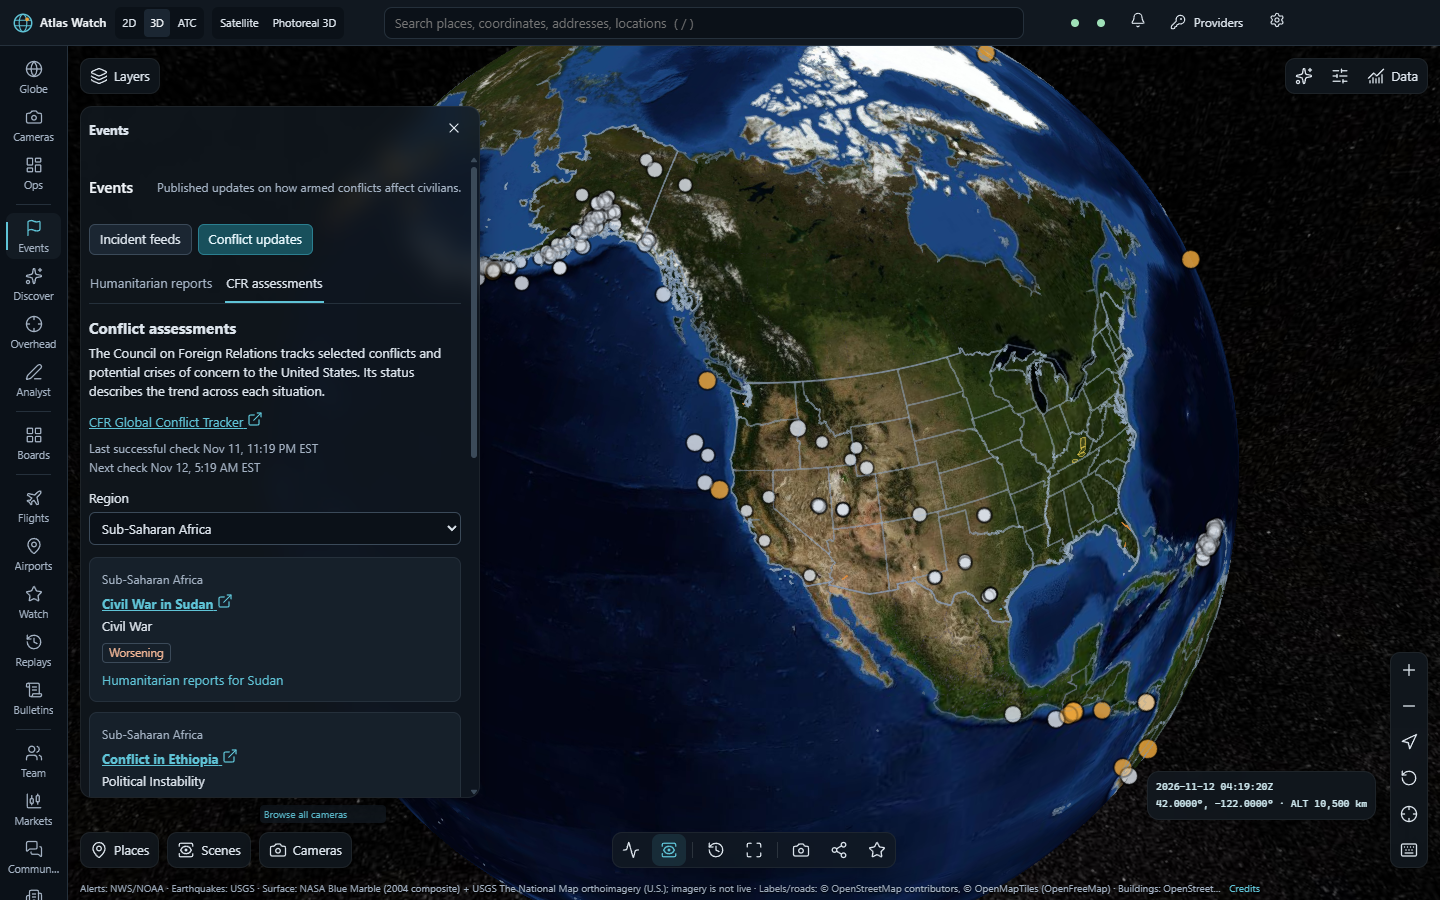 Atlas Watch
2D
3D
ATC
Satellite
Photoreal 3D
Search places, coordinates, addresses, locations ( / )
Providers
Globe
Cameras
Ops
Events
Discover
Overhead
Analyst
Boards
Flights
Airports
Watch
Replays
Bulletins
Team
Markets
Commun...
Layers
Data
Events
Events
Published updates on how armed conflicts affect civilians.
Incident feeds
Conflict updates
Humanitarian reports
CFR assessments
Conflict assessments
The Council on Foreign Relations tracks selected conflicts and
potential crises of concern to the United States. Its status
describes the trend across each situation.
CFR Global Conflict Tracker
Last successful check Nov 11, 11:19 PM EST
Next check Nov 12, 5:19 AM EST
Region
Sub-Saharan Africa
Sub-Saharan Africa
Civil War in Sudan
Civil War
Worsening
Humanitarian reports for Sudan
Sub-Saharan Africa
Conflict in Ethiopia
Political Instability
Browse all cameras
Places
Scenes
Cameras
2026-11-12 04:19:20Z
42.0000°, -122.0000° · ALT 10,500 km
Alerts: NWS/NOAA · Earthquakes: USGS · Surface: NASA Blue Marble (2004 composite) + USGS The National Map orthoimagery (U.S.); imagery is not live · Labels/roads: © OpenStreetMap contributors, © OpenMapTiles (OpenFreeMap) · Buildings: OpenStreet...
Credits